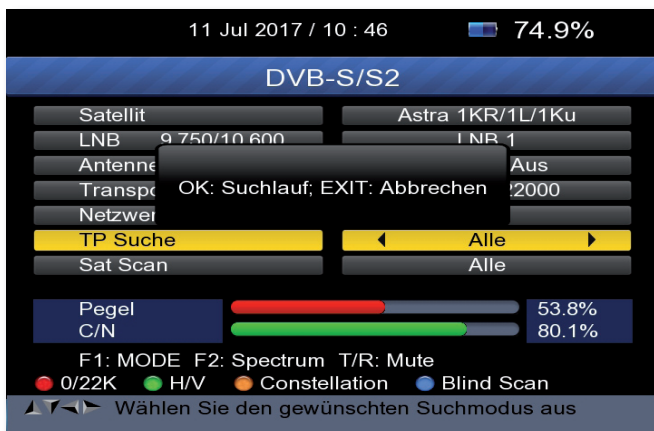 11 Jul 2017 / 10 : 46 74.9%
DVB-S/S2
Satellit Astra 1KR/1L/1Ku
LNB 9.750/10.600 LNB 1
Aus
OK: Suchlauf; EXIT: Abbrechen
TP Suche Alle
Sat Scan Alle
Pegel 53.8%
C/N 80.1%
F1: MODE F2: Spectrum T/R: Mute
0/22K H/V Constellation Blind Scan
Wählen Sie den gewünschten Suchmodus aus